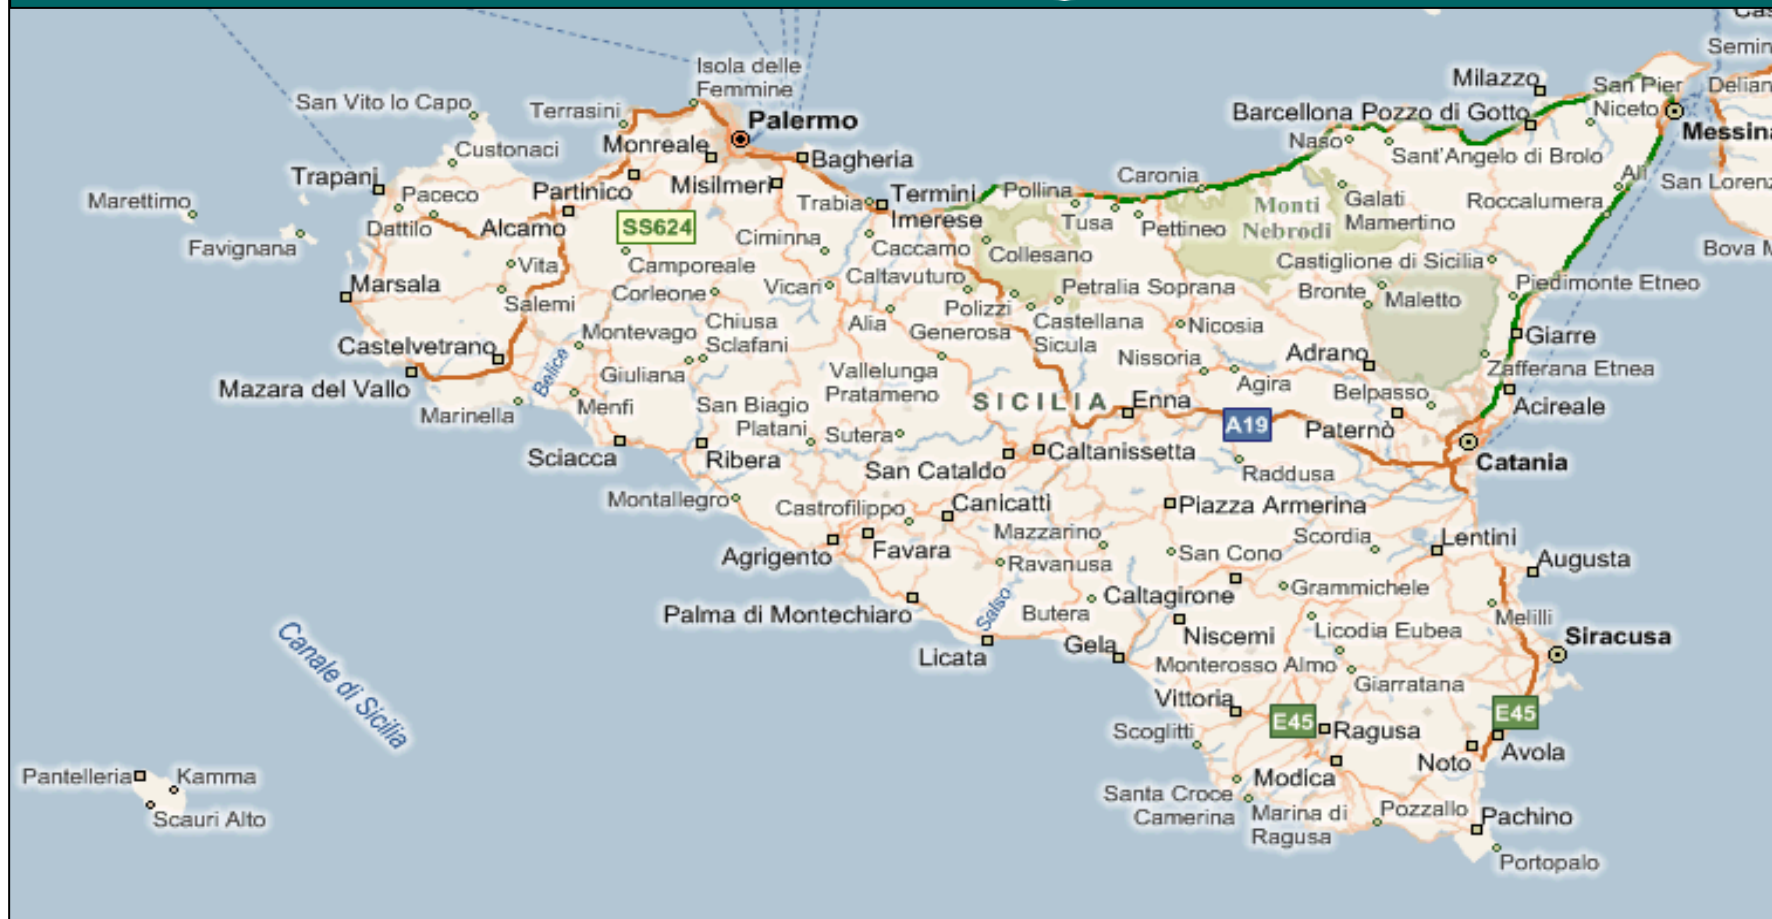 Semin
Isola delle
Femmine
Milazzo
San Pier
Niceto
Delian
San Vito lo Capo
Terrasini
Palermo
Barcellona Pozzo di Gotto
Messina
Custonaci
Monreale
Bagheria
Naso
Sant'Angelo di Brolo
Trapani
Paceco
Partinico
Misilmeri
Termini
Imerese
Pollina
Caronia
Alì
San Lorenz
Marettimo
Trabia
Galati
Mamertino
Roccalumera
Monti
Nebrodi
Dattilo
Alcamo
SS624
Ciminna
Tusa
Pettineo
Favignana
Caccamo
Collesano
Bova M
Vita
Camporeale
Castiglione di Sicilia
Marsala
Salemi
Corleone
Vicari
Caltavuturo
Petralia Soprana
Bronte
Maletto
Piedimonte Etneo
Polizzi
Generosa
Montevago
Chiusa
Sclafani
Alia
Castellana
Sicula
Nicosia
Giarre
Castelvetrano
Belice
Giuliana
Vallelunga
Pratameno
Nissoria
Adrano
Zafferana Etnea
Mazara del Vallo
Agira
Marinella
Menfi
San Biagio
Platani
SICILIA
Enna
Belpasso
Acireale
A19
Paternò
Sutera
Sciacca
Ribera
San Cataldo
Caltanissetta
Raddusa
Catania
Montallegro
Castrofilippo
Canicattì
Piazza Armerina
Mazzarino
Scordia
Lentini
Agrigento
Favara
Ravanusa
San Cono
Augusta
Grammichele
Palma di Montechiaro
Salso
Butera
Caltagirone
Melilli
Niscemi
Licodia Eubea
Siracusa
Canale di Sicilia
Licata
Gela
Monterosso Almo
Giarratana
Vittoria
E45
E45
Scoglitti
Ragusa
Noto
Avola
Pantelleria
Kamma
Modica
Scauri Alto
Santa Croce
Camerina
Marina di
Ragusa
Pozzallo
Pachino
Portopalo